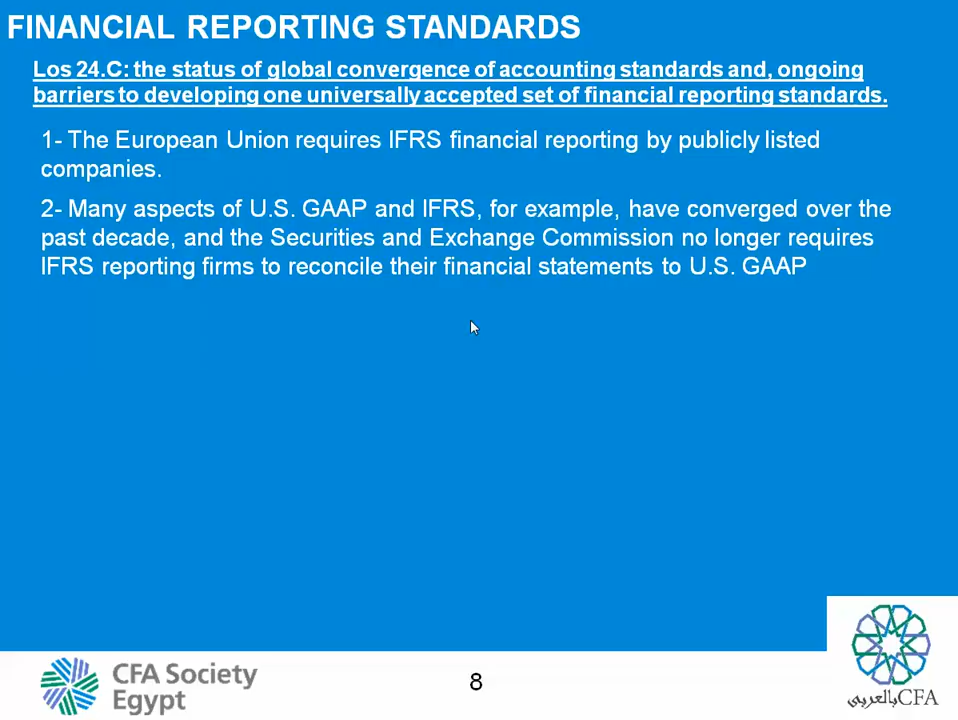 FINANCIAL REPORTING STANDARDS
Los 24.C: the status of global convergence of accounting standards and, ongoing
barriers to developing one universally accepted set of financial reporting standards.
1- The European Union requires IFRS financial reporting by publicly listed
companies.
2- Many aspects of U.S. GAAP and IFRS, for example, have converged over the
past decade, and the Securities and Exchange Commission no longer requires
IFRS reporting firms to reconcile their financial statements to U.S. GAAP
CFA Society
Egypt
8
CFA بالعربي